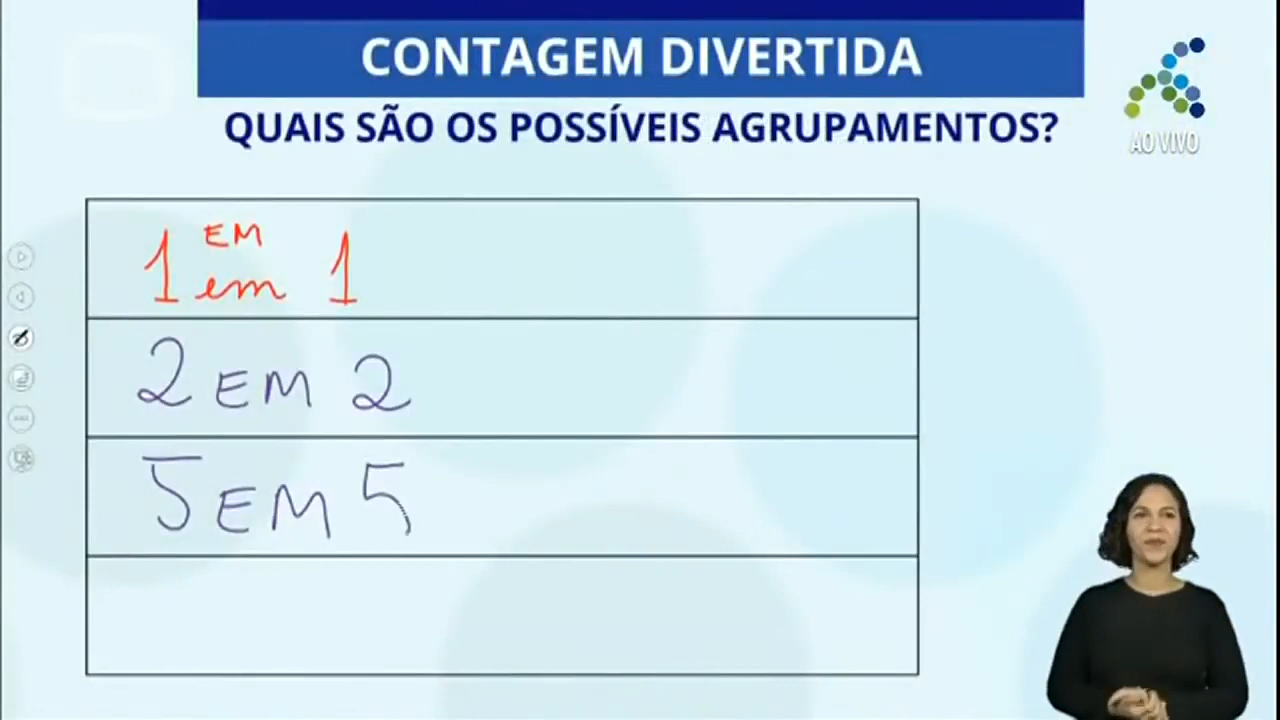 CONTAGEM DIVERTIDA
QUAIS SÃO OS POSSÍVEIS AGRUPAMENTOS?
AO VIVO
EM
1 em 1
2 EM 2
5 EM 5